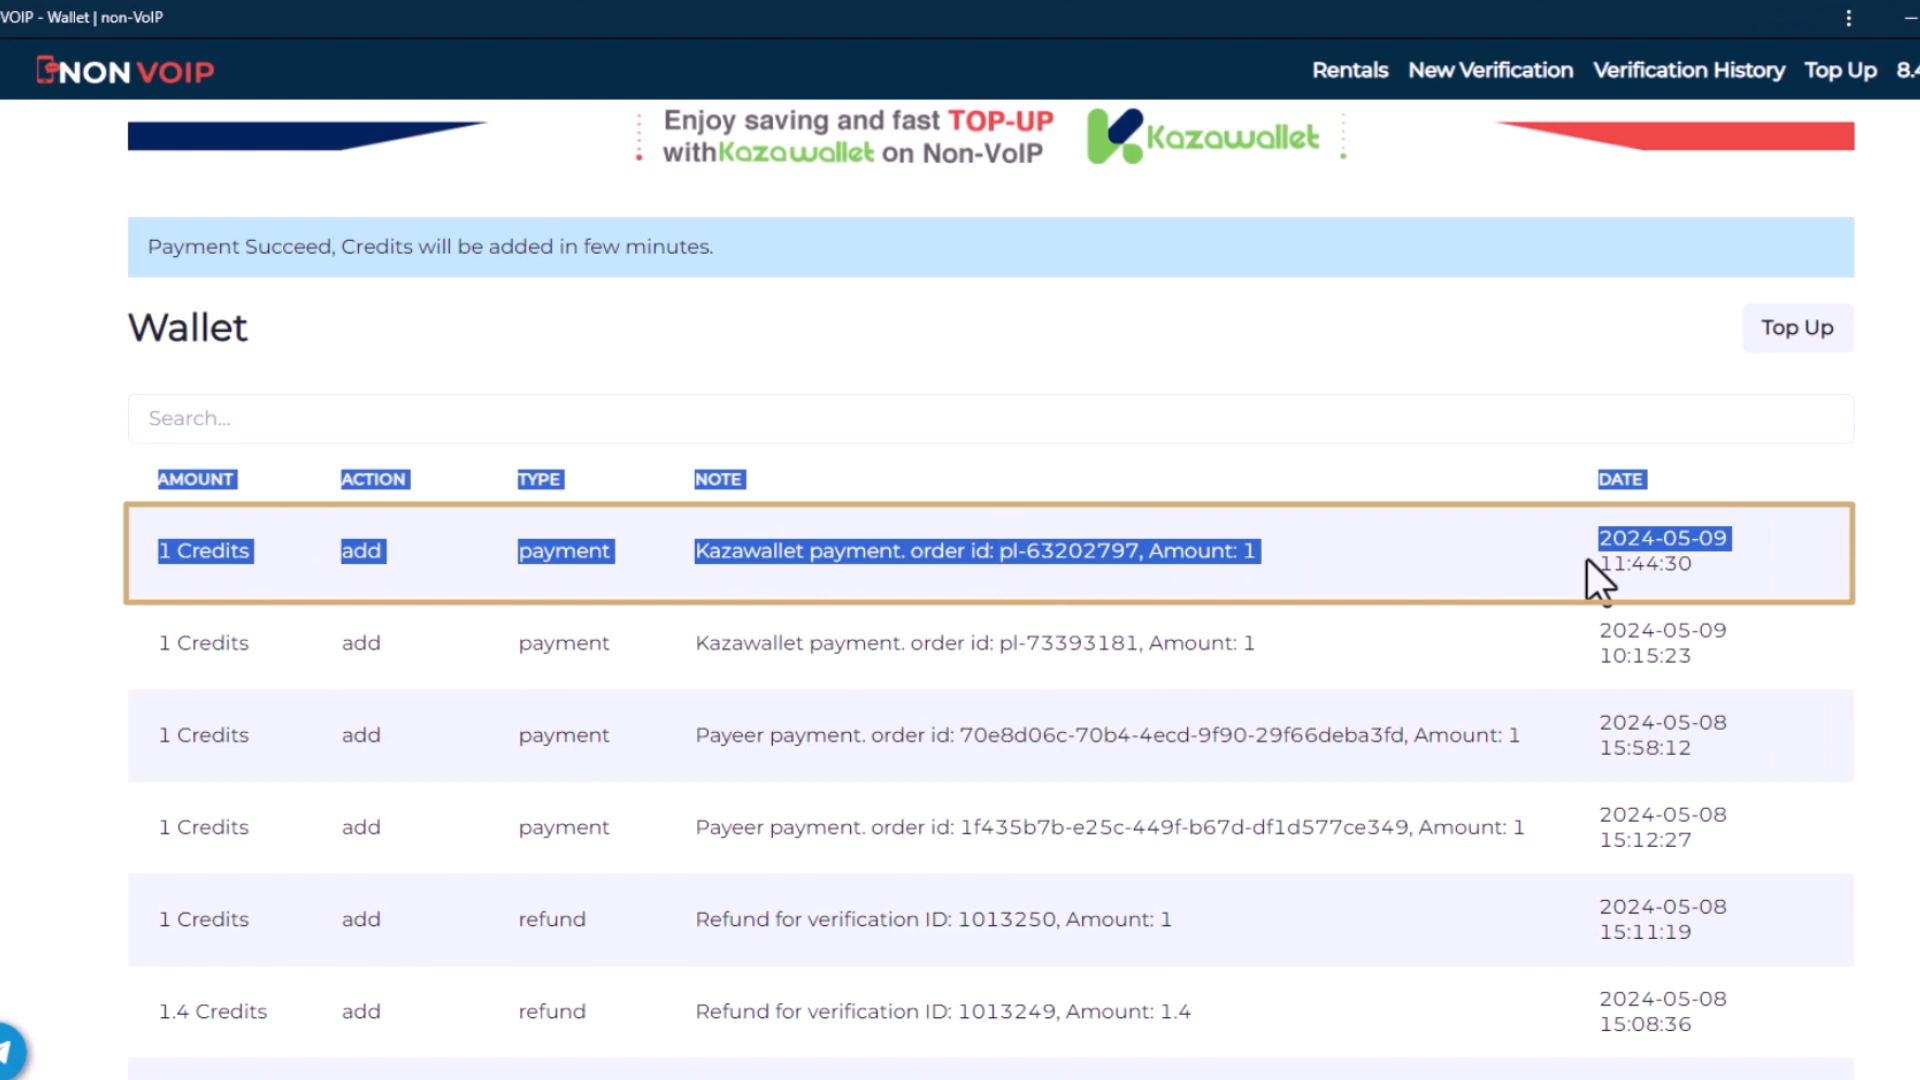 VOIP - Wallet | non-VoIP
NON VOIP
Rentals New Verification Verification History Top Up 8.4
Enjoy saving and fast TOP-UP
withKazawallet on Non-VoIP
Kazawallet
Payment Succeed, Credits will be added in few minutes.
Wallet
Top Up
Search...
AMOUNT ACTION TYPE NOTE DATE
1 Credits add payment Kazawallet payment. order id: pl-63202797, Amount: 1 2024-05-09
11:44:30
1 Credits add payment Kazawallet payment. order id: pl-73393181, Amount: 1 2024-05-09
10:15:23
1 Credits add payment Payeer payment. order id: 70e8d06c-70b4-4ecd-9f90-29f66deba3fd, Amount: 1 2024-05-08
15:58:12
1 Credits add payment Payeer payment. order id: 1f435b7b-e25c-449f-b67d-df1d577ce349, Amount: 1 2024-05-08
15:12:27
1 Credits add refund Refund for verification ID: 1013250, Amount: 1 2024-05-08
15:11:19
1.4 Credits add refund Refund for verification ID: 1013249, Amount: 1.4 2024-05-08
15:08:36